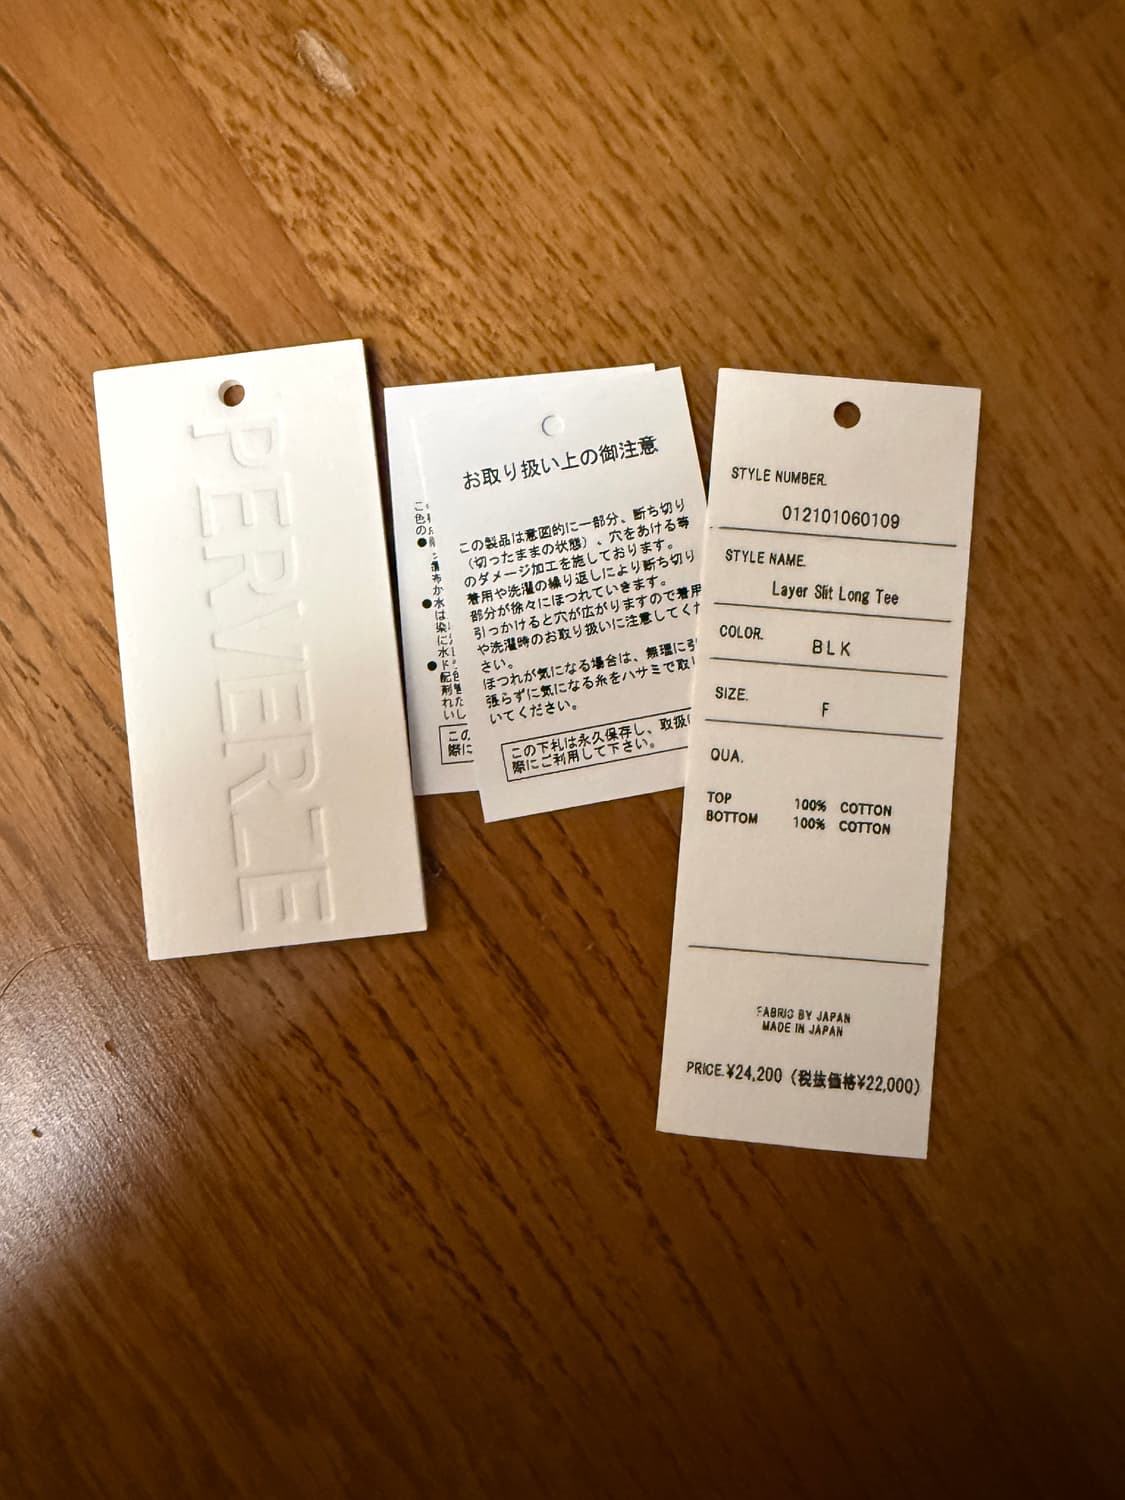 PERVERZE
お取り扱い上の御注意
この製品は意図的に一部分、断ち切り
(切ったままの状態)、穴をあける等
のダメージ加工を施しております。
着用や洗濯の繰り返しにより断ち切り
部分が徐々にほつれていきます。
引っかけると穴が広がりますので着用
や洗濯時のお取り扱いに注意してくだ
さい。
ほつれが気になる場合は、無理に引
張らずに気になる糸をハサミで取
いてください。
この下札は永久保存し、取扱い
際にご利用して下さい。
STYLE NUMBER.
012101060109
STYLE NAME.
Layer Slit Long Tee
COLOR. BLK
SIZE. F
QUA.
TOP 100% COTTON
BOTTOM 100% COTTON
FABRIC BY JAPAN
MADE IN JAPAN
PRICE.¥24,200 (税抜価格¥22,000)